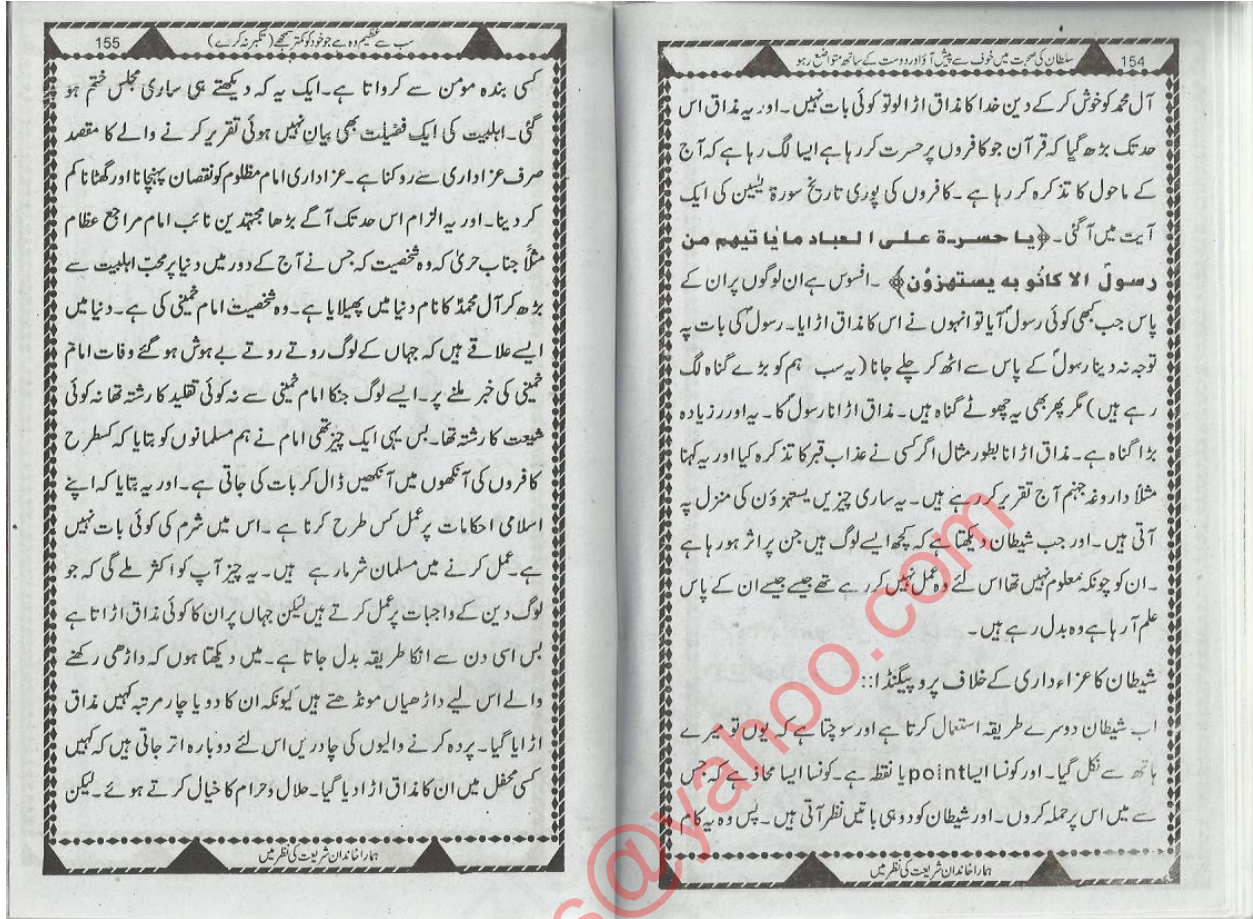 154
سلطان کی صحبت میں خوف سے پیش آؤ اور دوست کے ساتھ متواضع رہو
آل محمد کو خوش کر کے دین خدا کا مذاق اڑالو تو کوئی بات نہیں۔ اور یہ مذاق اس
حد تک بڑھ گیا کہ قرآن جو کافروں پر حسرت کر رہا ہے ایسا لگ رہا ہے کہ آج
کے ماحول کا تذکرہ کر رہا ہے۔ کافروں کی پوری تاریخ سورۃ یٰسین کی ایک
آیت میں آ گئی۔ ﴿یا حسرۃ علی العباد ما یٰا تیھم من
رسولً الا کانُو به یستھزوُن﴾۔ افسوس ہے ان لوگوں پر ان کے
پاس جب کبھی کوئی رسولؑ آیا تو انہوں نے اس کا مذاق اڑایا۔ رسولؑ کی بات پہ
توجہ نہ دینا رسولؑ کے پاس سے اٹھ کر چلے جانا (یہ سب ہم کو بڑے گناہ لگ
رہے ہیں) مگر پھر بھی یہ چھوٹے گناہ ہیں۔ مذاق اڑانا رسولؑ کا۔ یہ اور رزیادہ
بڑا گناہ ہے۔ مذاق اڑانا بطور مثال اگر کسی نے عذاب قبر کا تذکرہ کیا اور یہ کہنا
مثلاً داروغہ جہنم آج تقریر کر رہے ہیں۔ یہ ساری چیزیں یستہزؤن کی منزل پہ
آتی ہیں۔ اور جب شیطان دیکھتا ہے کہ کچھ ایسے لوگ ہیں جن پر اثر ہو رہا ہے
۔ ان کو چونکہ معلوم نہیں تھا اس لئے وہ عمل نہیں کر رہے تھے جیسے جیسے ان کے پاس
علم آ رہا ہے وہ بدل رہے ہیں۔
شیطان کا عزاء داری کے خلاف پروپیگنڈا::
اب شیطان دوسرے طریقہ استعمال کرتا ہے اور سوچتا ہے کہ یوں تو میرے
ہاتھ سے نکل گیا۔ اور کونسا ایسا point یا نقطہ ہے۔ کونسا ایسا محاذ ہے کہ جس
سے میں اس پر حملہ کروں۔ اور شیطان کو دو ہی باتیں نظر آتی ہیں۔ پس وہ یہ کام
ہمارا خاندان شریعت کی نظر میں
155
سب سے عظیم وہ ہے جو خود کو کمتر سمجھے (تکبر نہ کرے)
کسی بندہ مومن سے کرواتا ہے۔ ایک یہ کہ دیکھتے ہی ساری مجلس ختم ہو
گئی۔ اہلبیت کی ایک فضیلت بھی بیان نہیں ہوئی تقریر کرنے والے کا مقصد
صرف عزاداری سے روکنا ہے۔ عزاداری امام مظلوم کو نقصان پہنچانا اور گھٹانا کم
کر دینا۔ اور یہ الزام اس حد تک آگے بڑھا مجتہدین نائب امام مراجع عظام
مثلاً جناب حریٰ کہ وہ شخصیت کہ جس نے آج کے دور میں دنیا پر محبّ اہلبیت سے
بڑھ کر آل محمدؐ کا نام دنیا میں پھیلایا ہے۔ وہ شخصیت امام خمینی کی ہے۔ دنیا میں
ایسے علاقے ہیں کہ جہاں کے لوگ روتے روتے بے ہوش ہو گئے وفات امام
خمینی کی خبر ملنے پر۔ ایسے لوگ جنکا امام خمینی سے نہ کوئی تقلید کا رشتہ تھا نہ کوئی
شیعت کا رشتہ تھا۔ بس یہی ایک چیز تھی امام نے ہم مسلمانوں کو بتایا کہ کسطرح
کافروں کی آنکھوں میں آنکھیں ڈال کر بات کی جاتی ہے۔ اور یہ بتایا کہ اپنے
اسلامی احکامات پر عمل کس طرح کرنا ہے۔ اس میں شرم کی کوئی بات نہیں
ہے۔ عمل کرنے میں مسلمان شرما رہے ہیں۔ یہ چیز آپ کو اکثر ملے گی کہ جو
لوگ دین کے واجبات پر عمل کرتے ہیں لیکن جہاں پر ان کا کوئی مذاق اڑاتا ہے
بس اسی دن سے انکا طریقہ بدل جاتا ہے۔ میں دیکھتا ہوں کہ داڑھی رکھنے
والے اس لیے داڑھیاں مونڈھتے ہیں کیونکہ ان کا دو یا چار مرتبہ کہیں مذاق
اڑایا گیا۔ پردہ کرنے والیوں کی چادریں اس لئے دوبارہ اتر جاتی ہیں کہ کہیں
کسی محفل میں ان کا مذاق اڑا دیا گیا۔ حلال و حرام کا خیال کرتے ہوئے۔ لیکن
ہمارا خاندان شریعت کی نظر میں
s@yahoo.com